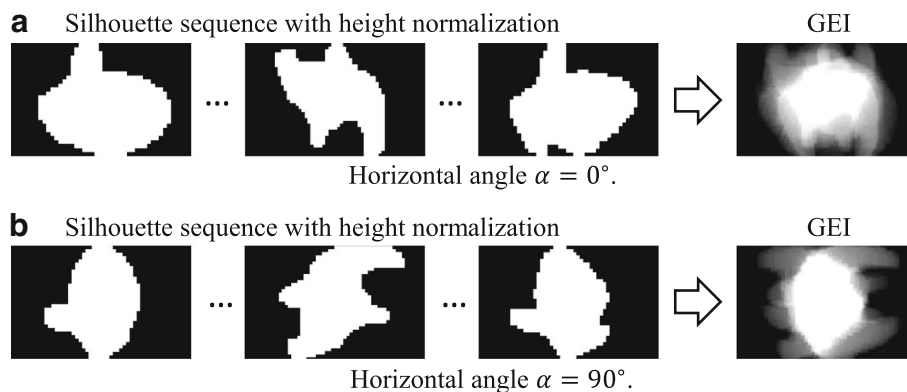 a Silhouette sequence with height normalization GEI
... ...
Horizontal angle α = 0°.
b Silhouette sequence with height normalization GEI
... ...
Horizontal angle α = 90°.